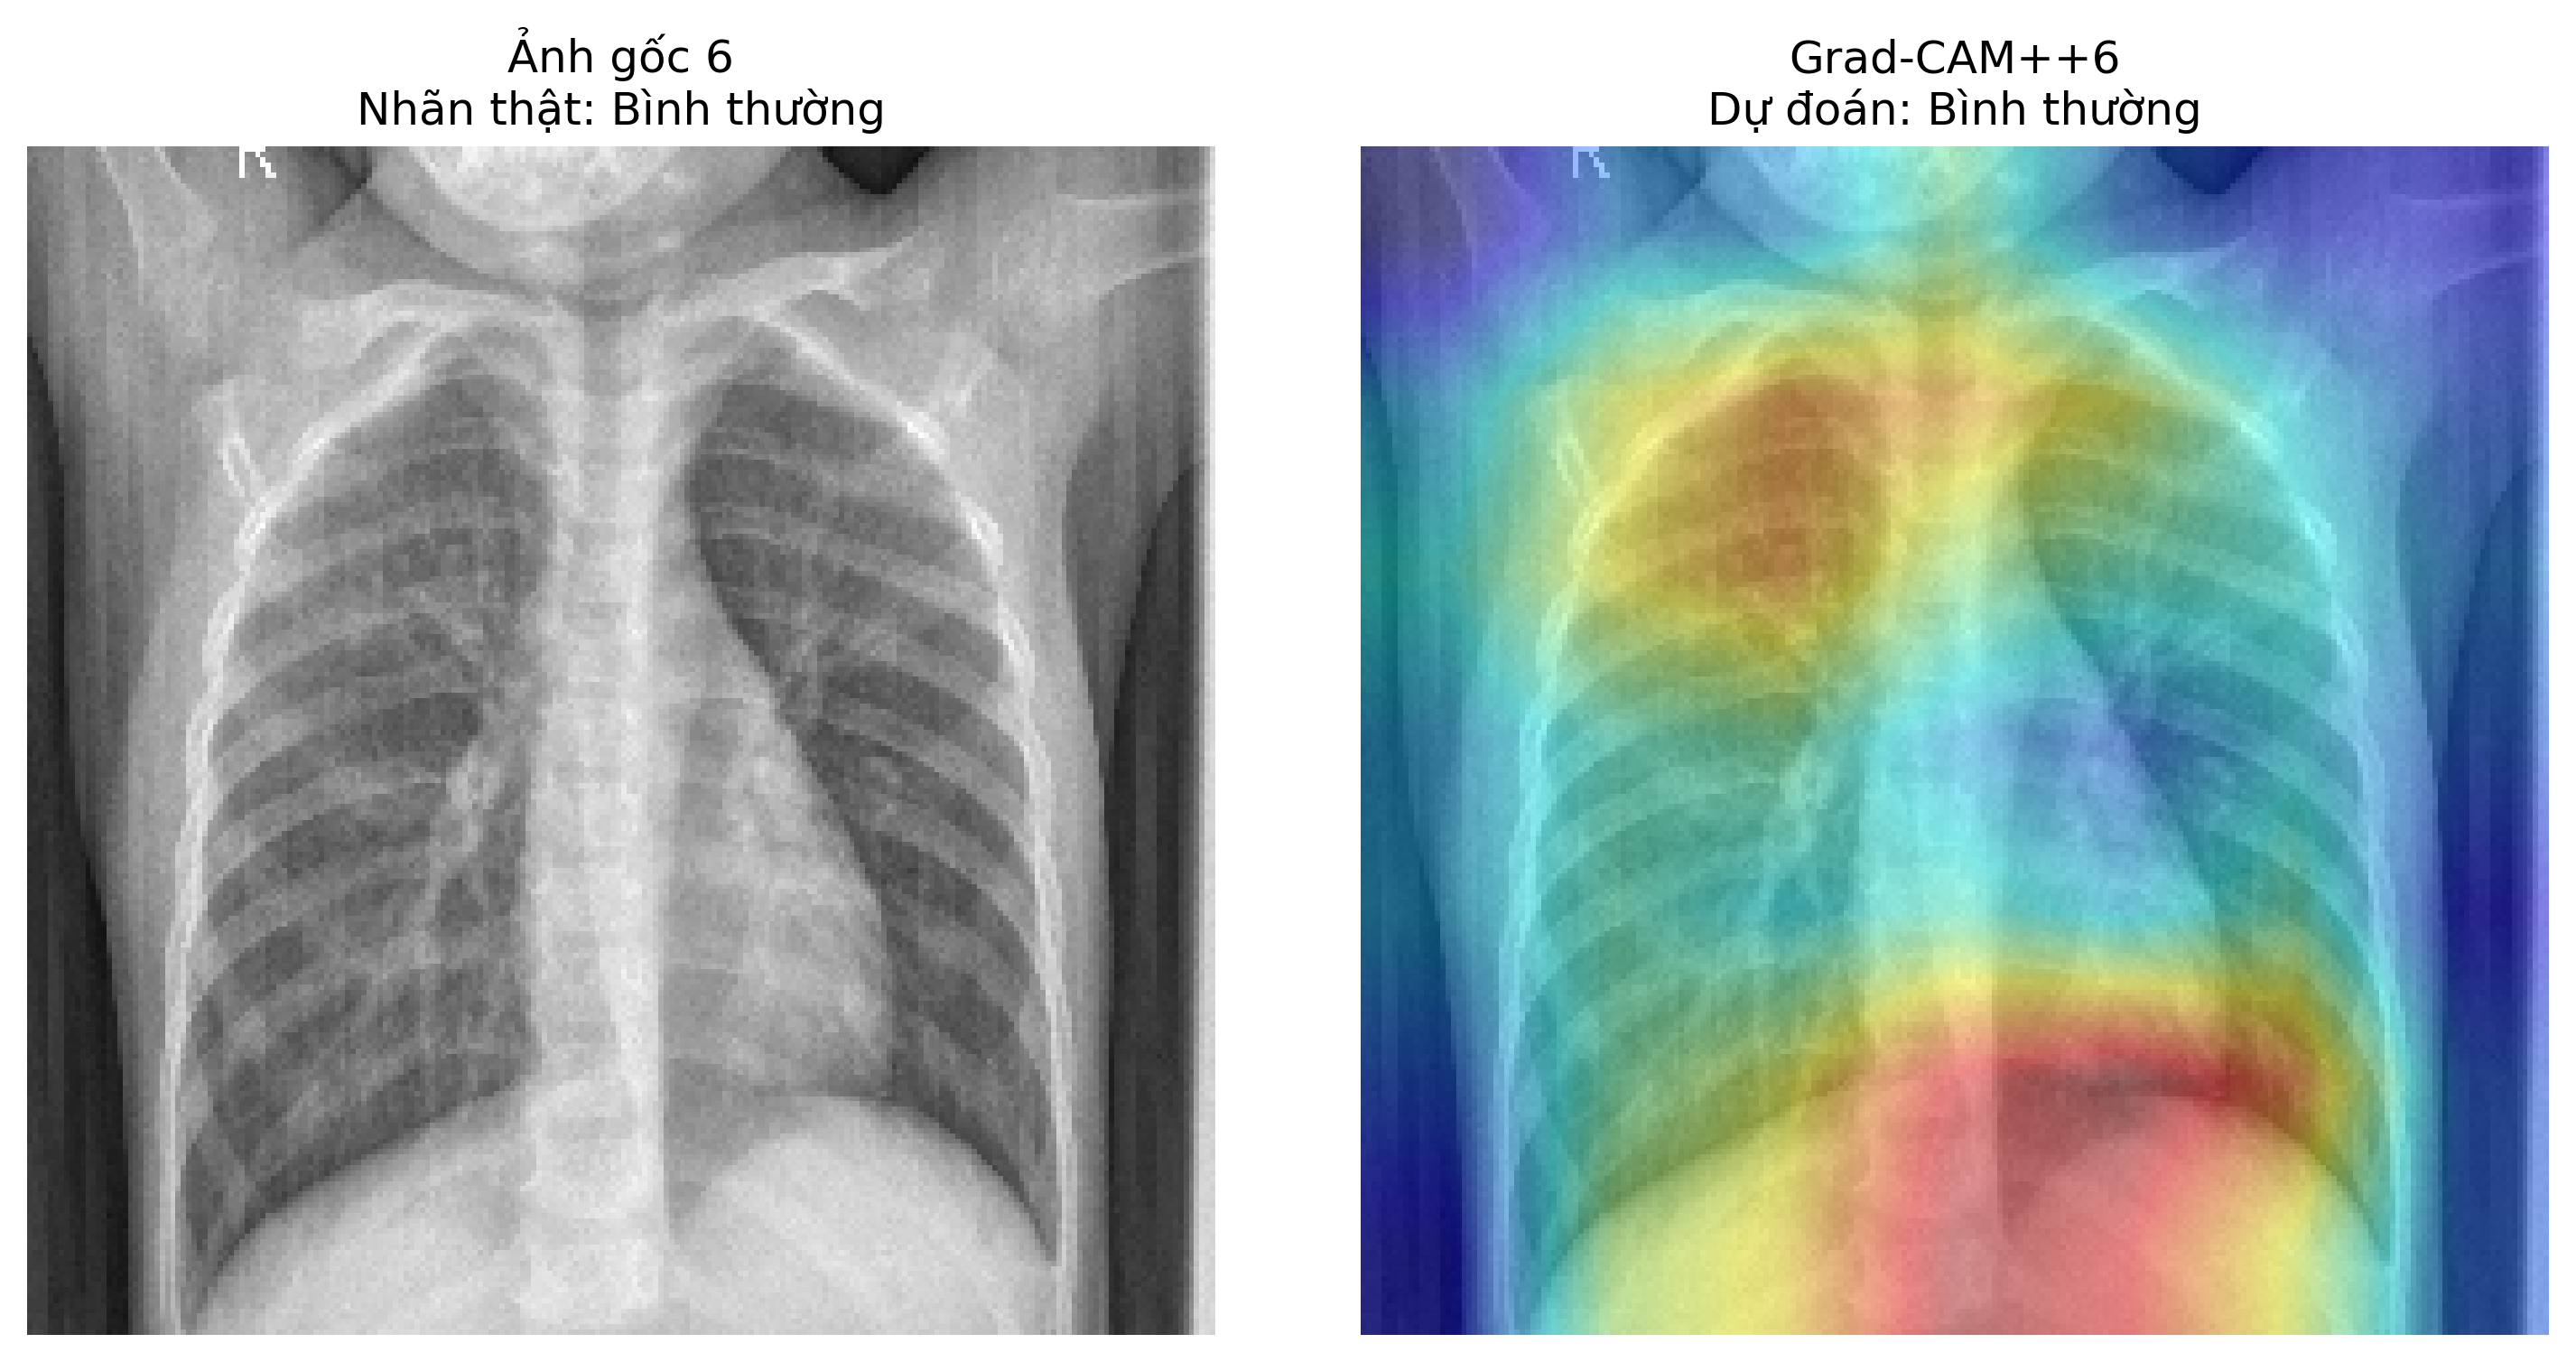 Ảnh gốc 6
Nhãn thật: Bình thường
Grad-CAM++6
Dự đoán: Bình thường
R
R